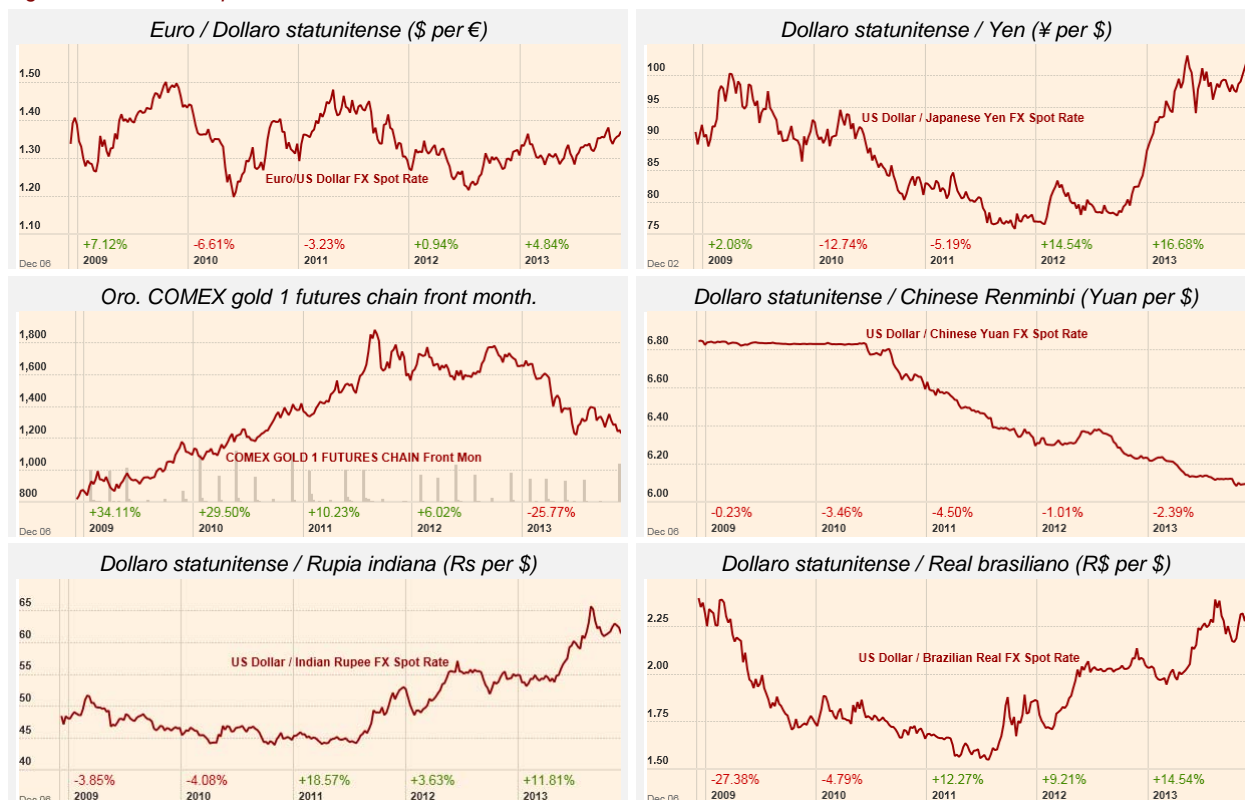 Euro / Dollaro statunitense ($ per €)
1.50
1.40
1.30
1.20
1.10
Euro/US Dollar FX Spot Rate
+7.12% -6.61% -3.23% +0.94% +4.84%
Dec 06 2009 2010 2011 2012 2013
Dollaro statunitense / Yen (¥ per $)
100
95
90
85
80
75
US Dollar / Japanese Yen FX Spot Rate
+2.08% -12.74% -5.19% +14.54% +16.68%
Dec 02 2009 2010 2011 2012 2013
Oro. COMEX gold 1 futures chain front month.
1,800
1,600
1,400
1,200
1,000
800
COMEX GOLD 1 FUTURES CHAIN Front Mon
+34.11% +29.50% +10.23% +6.02% -25.77%
Dec 06 2009 2010 2011 2012 2013
Dollaro statunitense / Chinese Renminbi (Yuan per $)
US Dollar / Chinese Yuan FX Spot Rate
6.80
6.60
6.40
6.20
6.00
-0.23% -3.46% -4.50% -1.01% -2.39%
Dec 06 2009 2010 2011 2012 2013
Dollaro statunitense / Rupia indiana (Rs per $)
65
60
55
50
45
40
US Dollar / Indian Rupee FX Spot Rate
-3.85% -4.08% +18.57% +3.63% +11.81%
Dec 06 2009 2010 2011 2012 2013
Dollaro statunitense / Real brasiliano (R$ per $)
2.25
2.00
1.75
1.50
US Dollar / Brazilian Real FX Spot Rate
-27.38% -4.79% +12.27% +9.21% +14.54%
Dec 06 2009 2010 2011 2012 2013